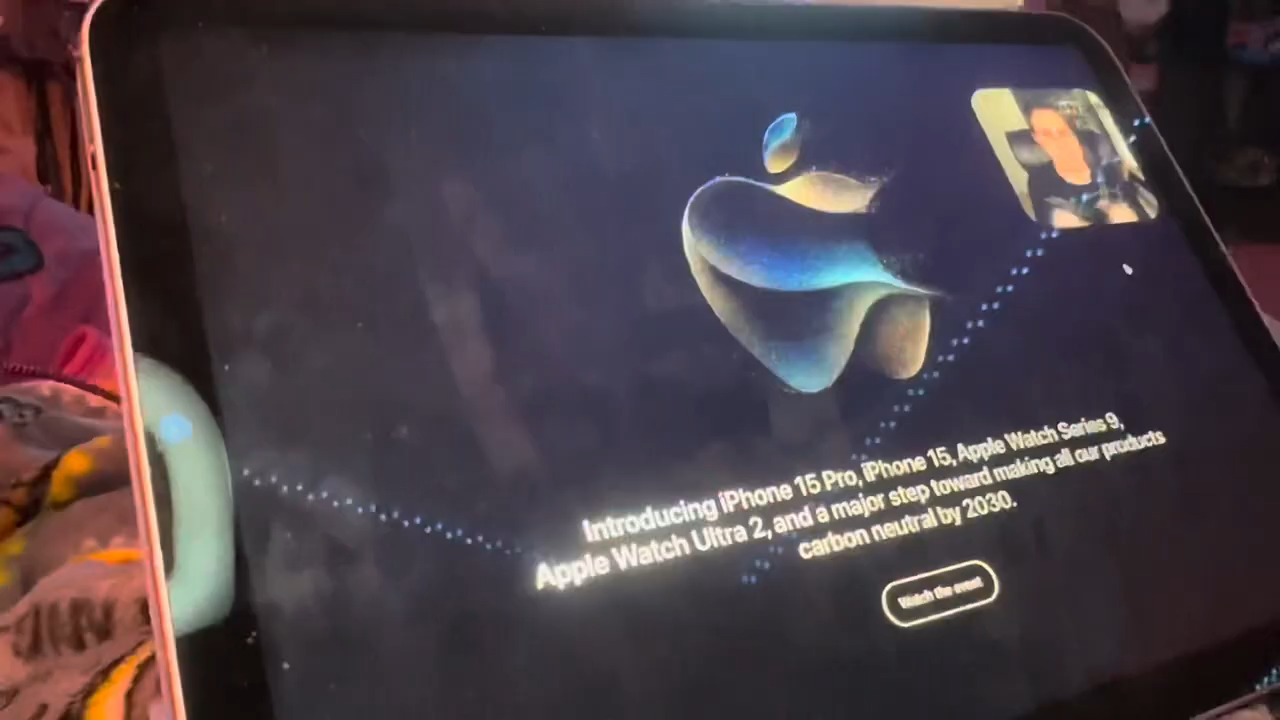 Introducing iPhone 15 Pro, iPhone 15, Apple Watch Series 9,
Apple Watch Ultra 2, and a major step toward making all our products
carbon neutral by 2030.
Watch the event